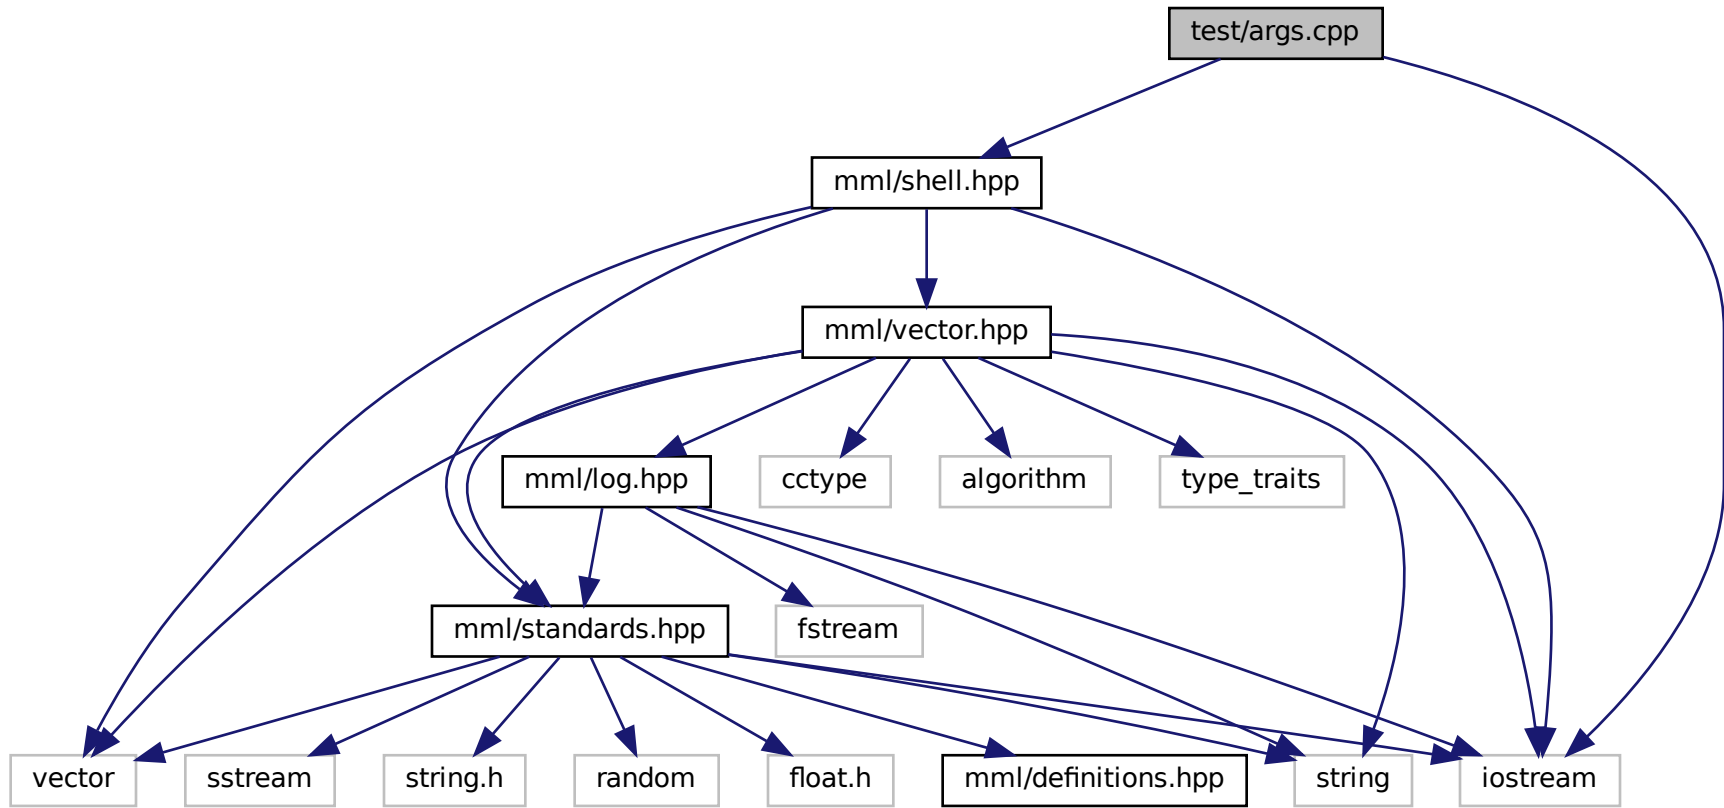 test/args.cpp
mml/shell.hpp
mml/vector.hpp
mml/log.hpp
cctype
algorithm
type_traits
mml/standards.hpp
fstream
vector
sstream
string.h
random
float.h
mml/definitions.hpp
string
iostream